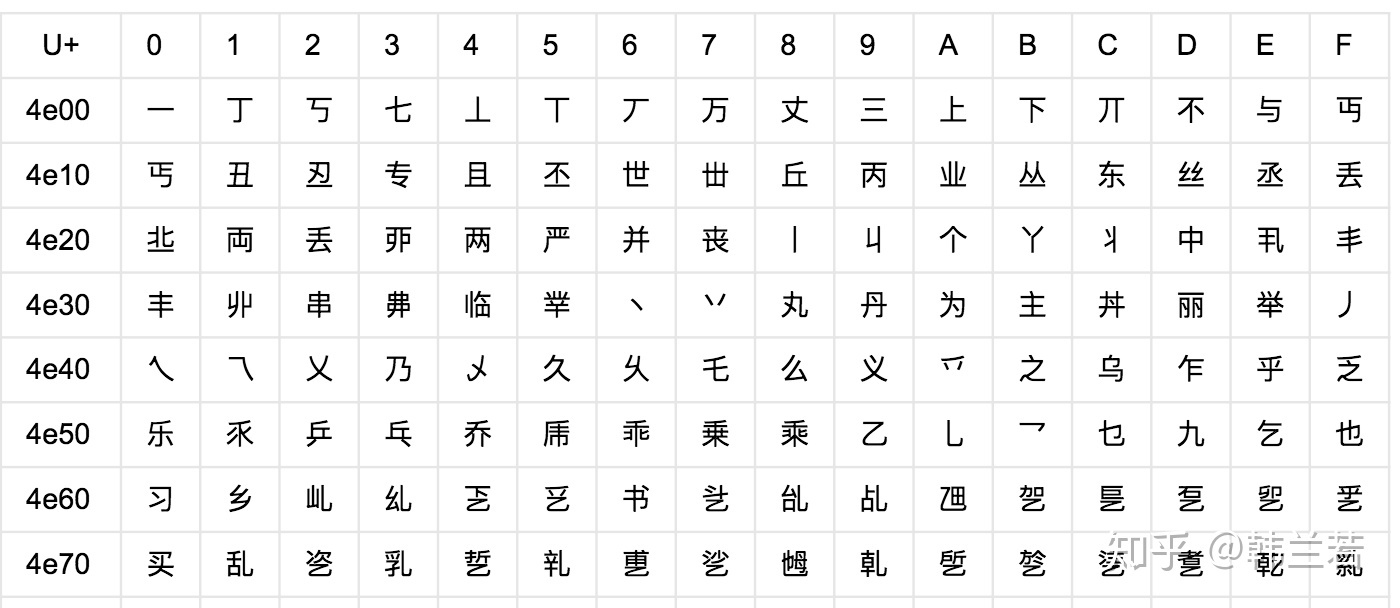 U+ 0 1 2 3 4 5 6 7 8 9 A B C D E F
4e00 一 丁 丂 七 丄 丅 丆 万 丈 三 上 下 丌 不 与 丏
4e10 丐 丑 丒 专 且 丕 世 丗 丘 丙 业 丛 东 丝 丞 丢
4e20 丠 両 丢 丣 两 严 并 丧 丨 丩 个 丫 丬 中 丮 丯
4e30 丰 丱 串 丳 临 丵 丶 丷 丸 丹 为 主 丼 丽 举 丿
4e40 乀 乁 乂 乃 乄 久 乆 乇 么 义 乊 之 乌 乍 乎 乏
4e50 乐 乑 乒 乓 乔 乕 乖 乗 乘 乙 乚 乛 乜 九 乞 也
4e60 习 乡 乢 乣 乤 乥 书 乧 乨 乩 乪 乫 乬 乭 乮 乯
4e70 买 乱 乲 乳 乴 乵 乶 乷 乸 乹 乺 乻 乼 乽 乾 乿
知乎 @韩兰若